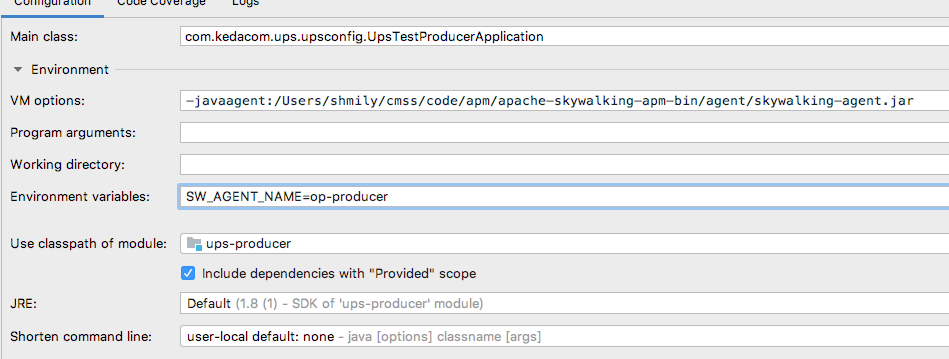 Configuration Code Coverage Logs
Main class: com.kedacom.ups.upsconfig.UpsTestProducerApplication
Environment
VM options: -javaagent:/Users/shmily/cmss/code/apm/apache-skywalking-apm-bin/agent/skywalking-agent.jar
Program arguments:
Working directory:
Environment variables: SW_AGENT_NAME=op-producer
Use classpath of module: ups-producer
Include dependencies with "Provided" scope
JRE: Default (1.8 (1) – SDK of 'ups-producer' module)
Shorten command line: user-local default: none – java [options] classname [args]